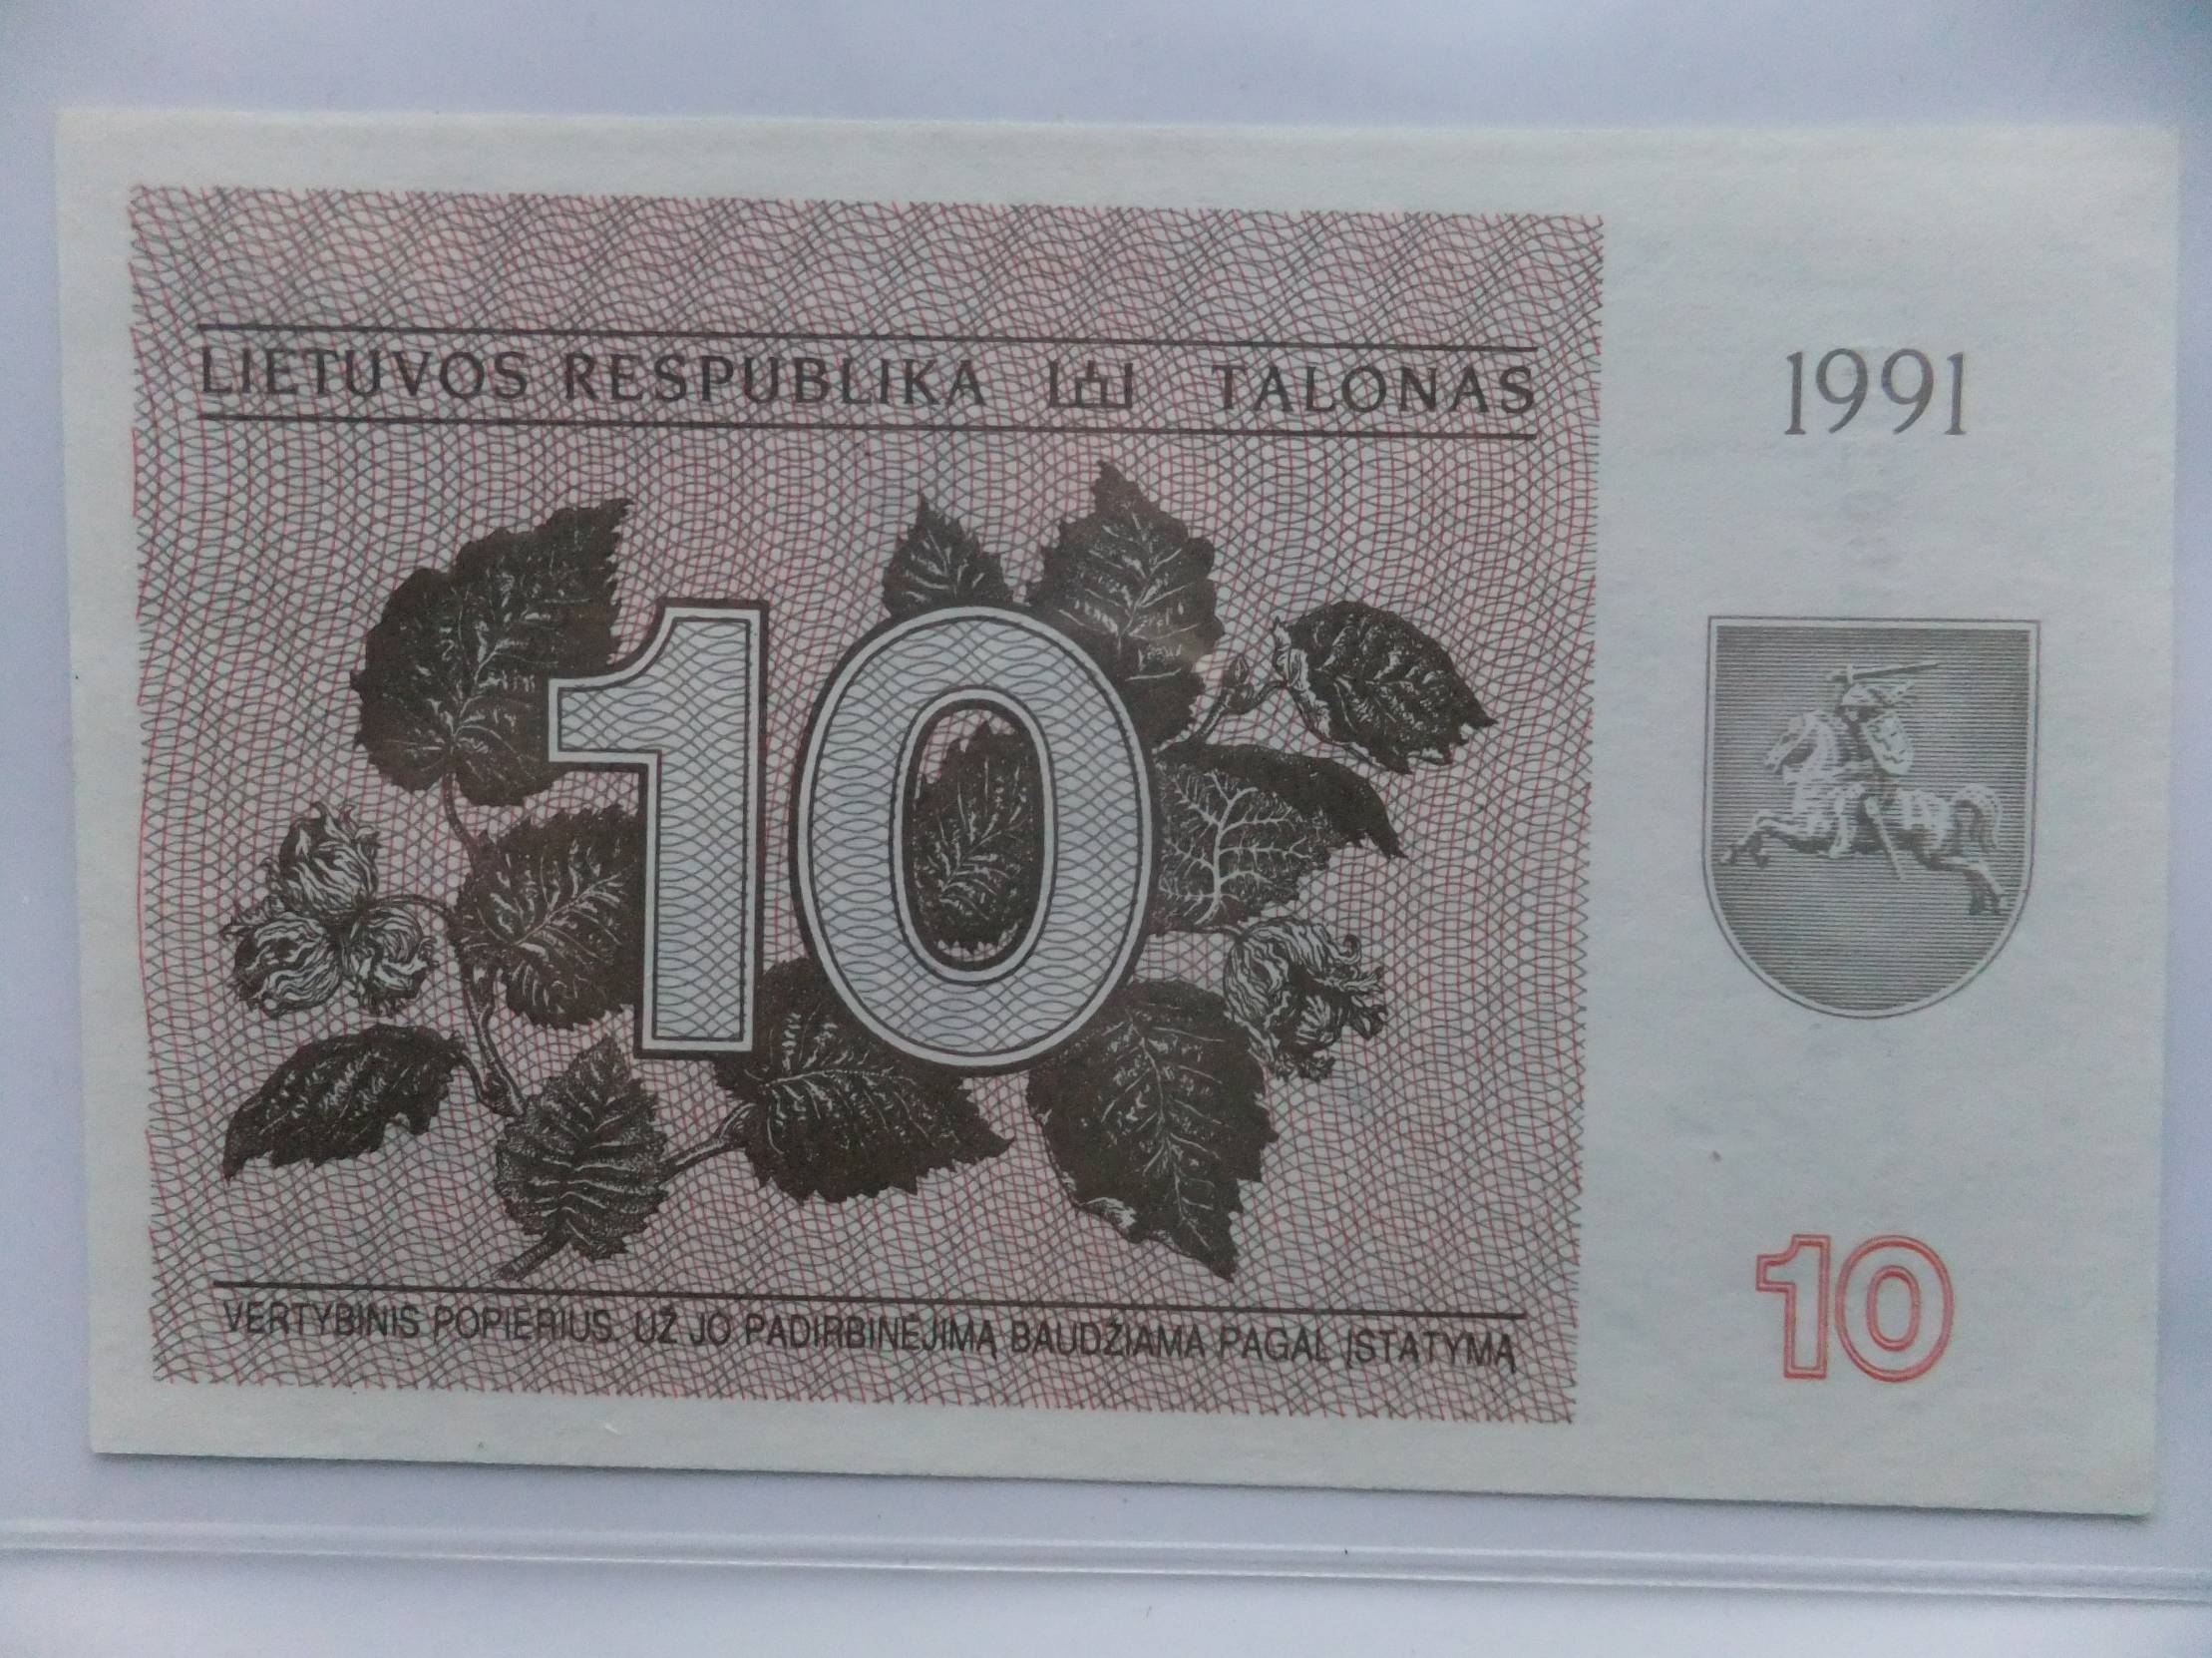 LIETUVOS RESPUBLIKA TALONAS
1991
10
10
VERTYBINIS POPIERIUS. UŽ JO PADIRBINĖJIMĄ BAUDŽIAMA PAGAL ĮSTATYMĄ